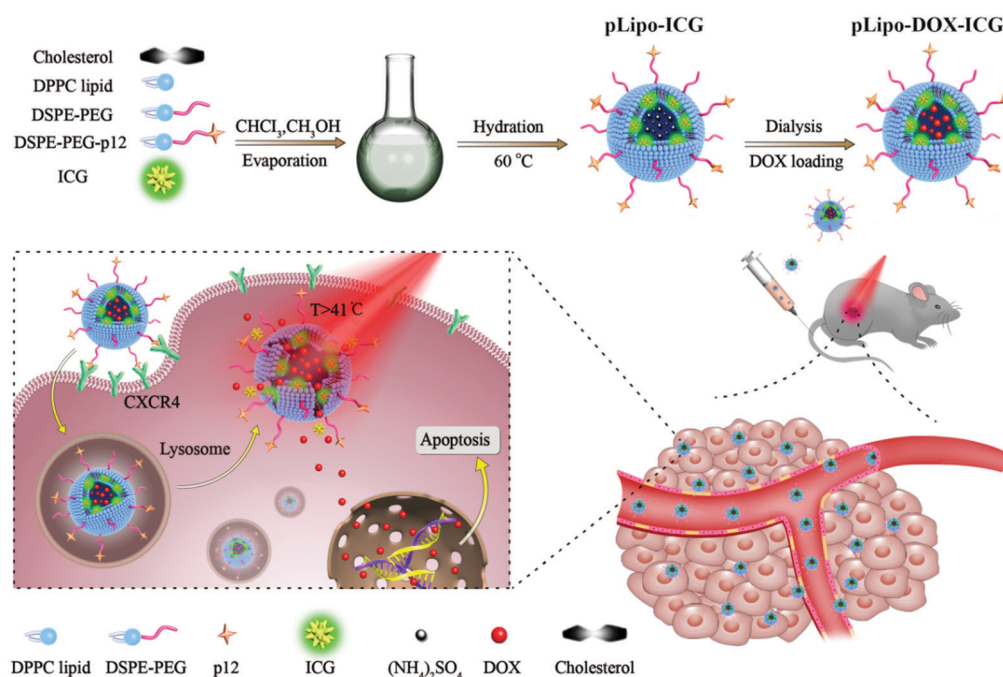 pLipo-ICG
pLipo-DOX-ICG
Cholesterol
DPPC lipid
DSPE-PEG
DSPE-PEG-p12
ICG
CHCl₃,CH₃OH
Evaporation
Hydration
60 °C
Dialysis
DOX loading
T>41℃
CXCR4
Lysosome
Apoptosis
DPPC lipid
DSPE-PEG
p12
ICG
(NH₄)₂SO₄
DOX
Cholesterol